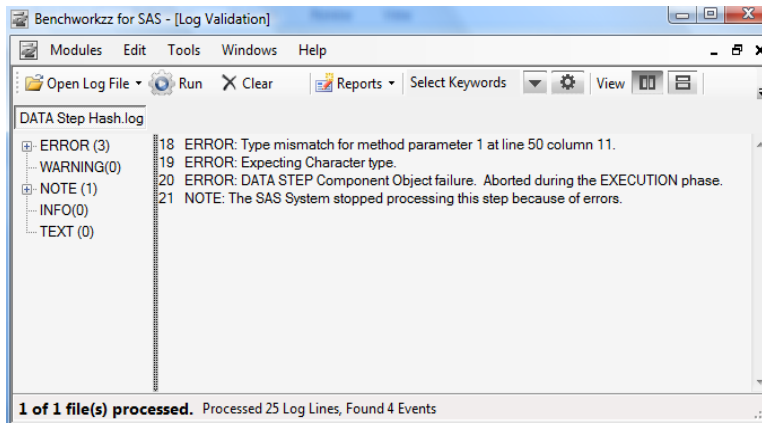 Benchworkzz for SAS - [Log Validation]
Modules Edit Tools Windows Help
Open Log File Run Clear Reports Select Keywords View
DATA Step Hash.log
ERROR (3)
WARNING(0)
NOTE (1)
INFO(0)
TEXT (0)
18 ERROR: Type mismatch for method parameter 1 at line 50 column 11.
19 ERROR: Expecting Character type.
20 ERROR: DATA STEP Component Object failure. Aborted during the EXECUTION phase.
21 NOTE: The SAS System stopped processing this step because of errors.
1 of 1 file(s) processed. Processed 25 Log Lines, Found 4 Events